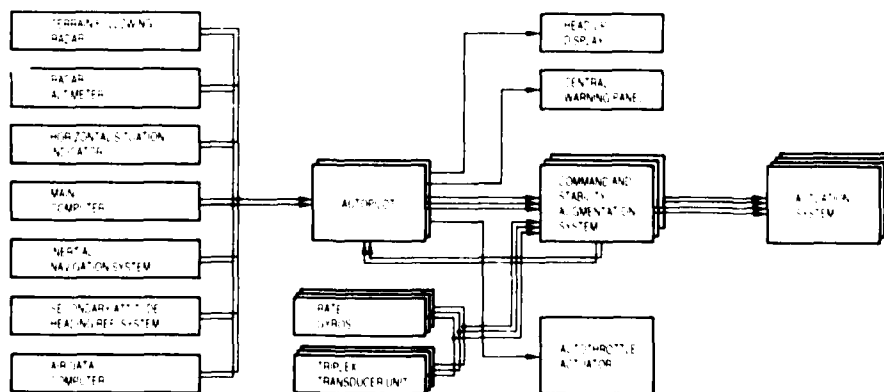 TERRAIN FOLLOWING
RADAR
RADAR
ALTIMETER
HORIZONTAL SITUATION
INDICATOR
MAIN
COMPUTER
INERTIAL
NAVIGATION SYSTEM
SECONDARY ATTITUDE
HEADING REF SYSTEM
AIR DATA
COMPUTER
AUTOPILOT
RATE
GYROS
TRIPLEX
TRANSDUCER UNIT
HEAD UP
DISPLAY
CENTRAL
WARNING PANEL
COMMAND AND
STABILITY
AUGMENTATION
SYSTEM
AUTOTHROTTLE
ACTUATOR
ACTUATION
SYSTEM